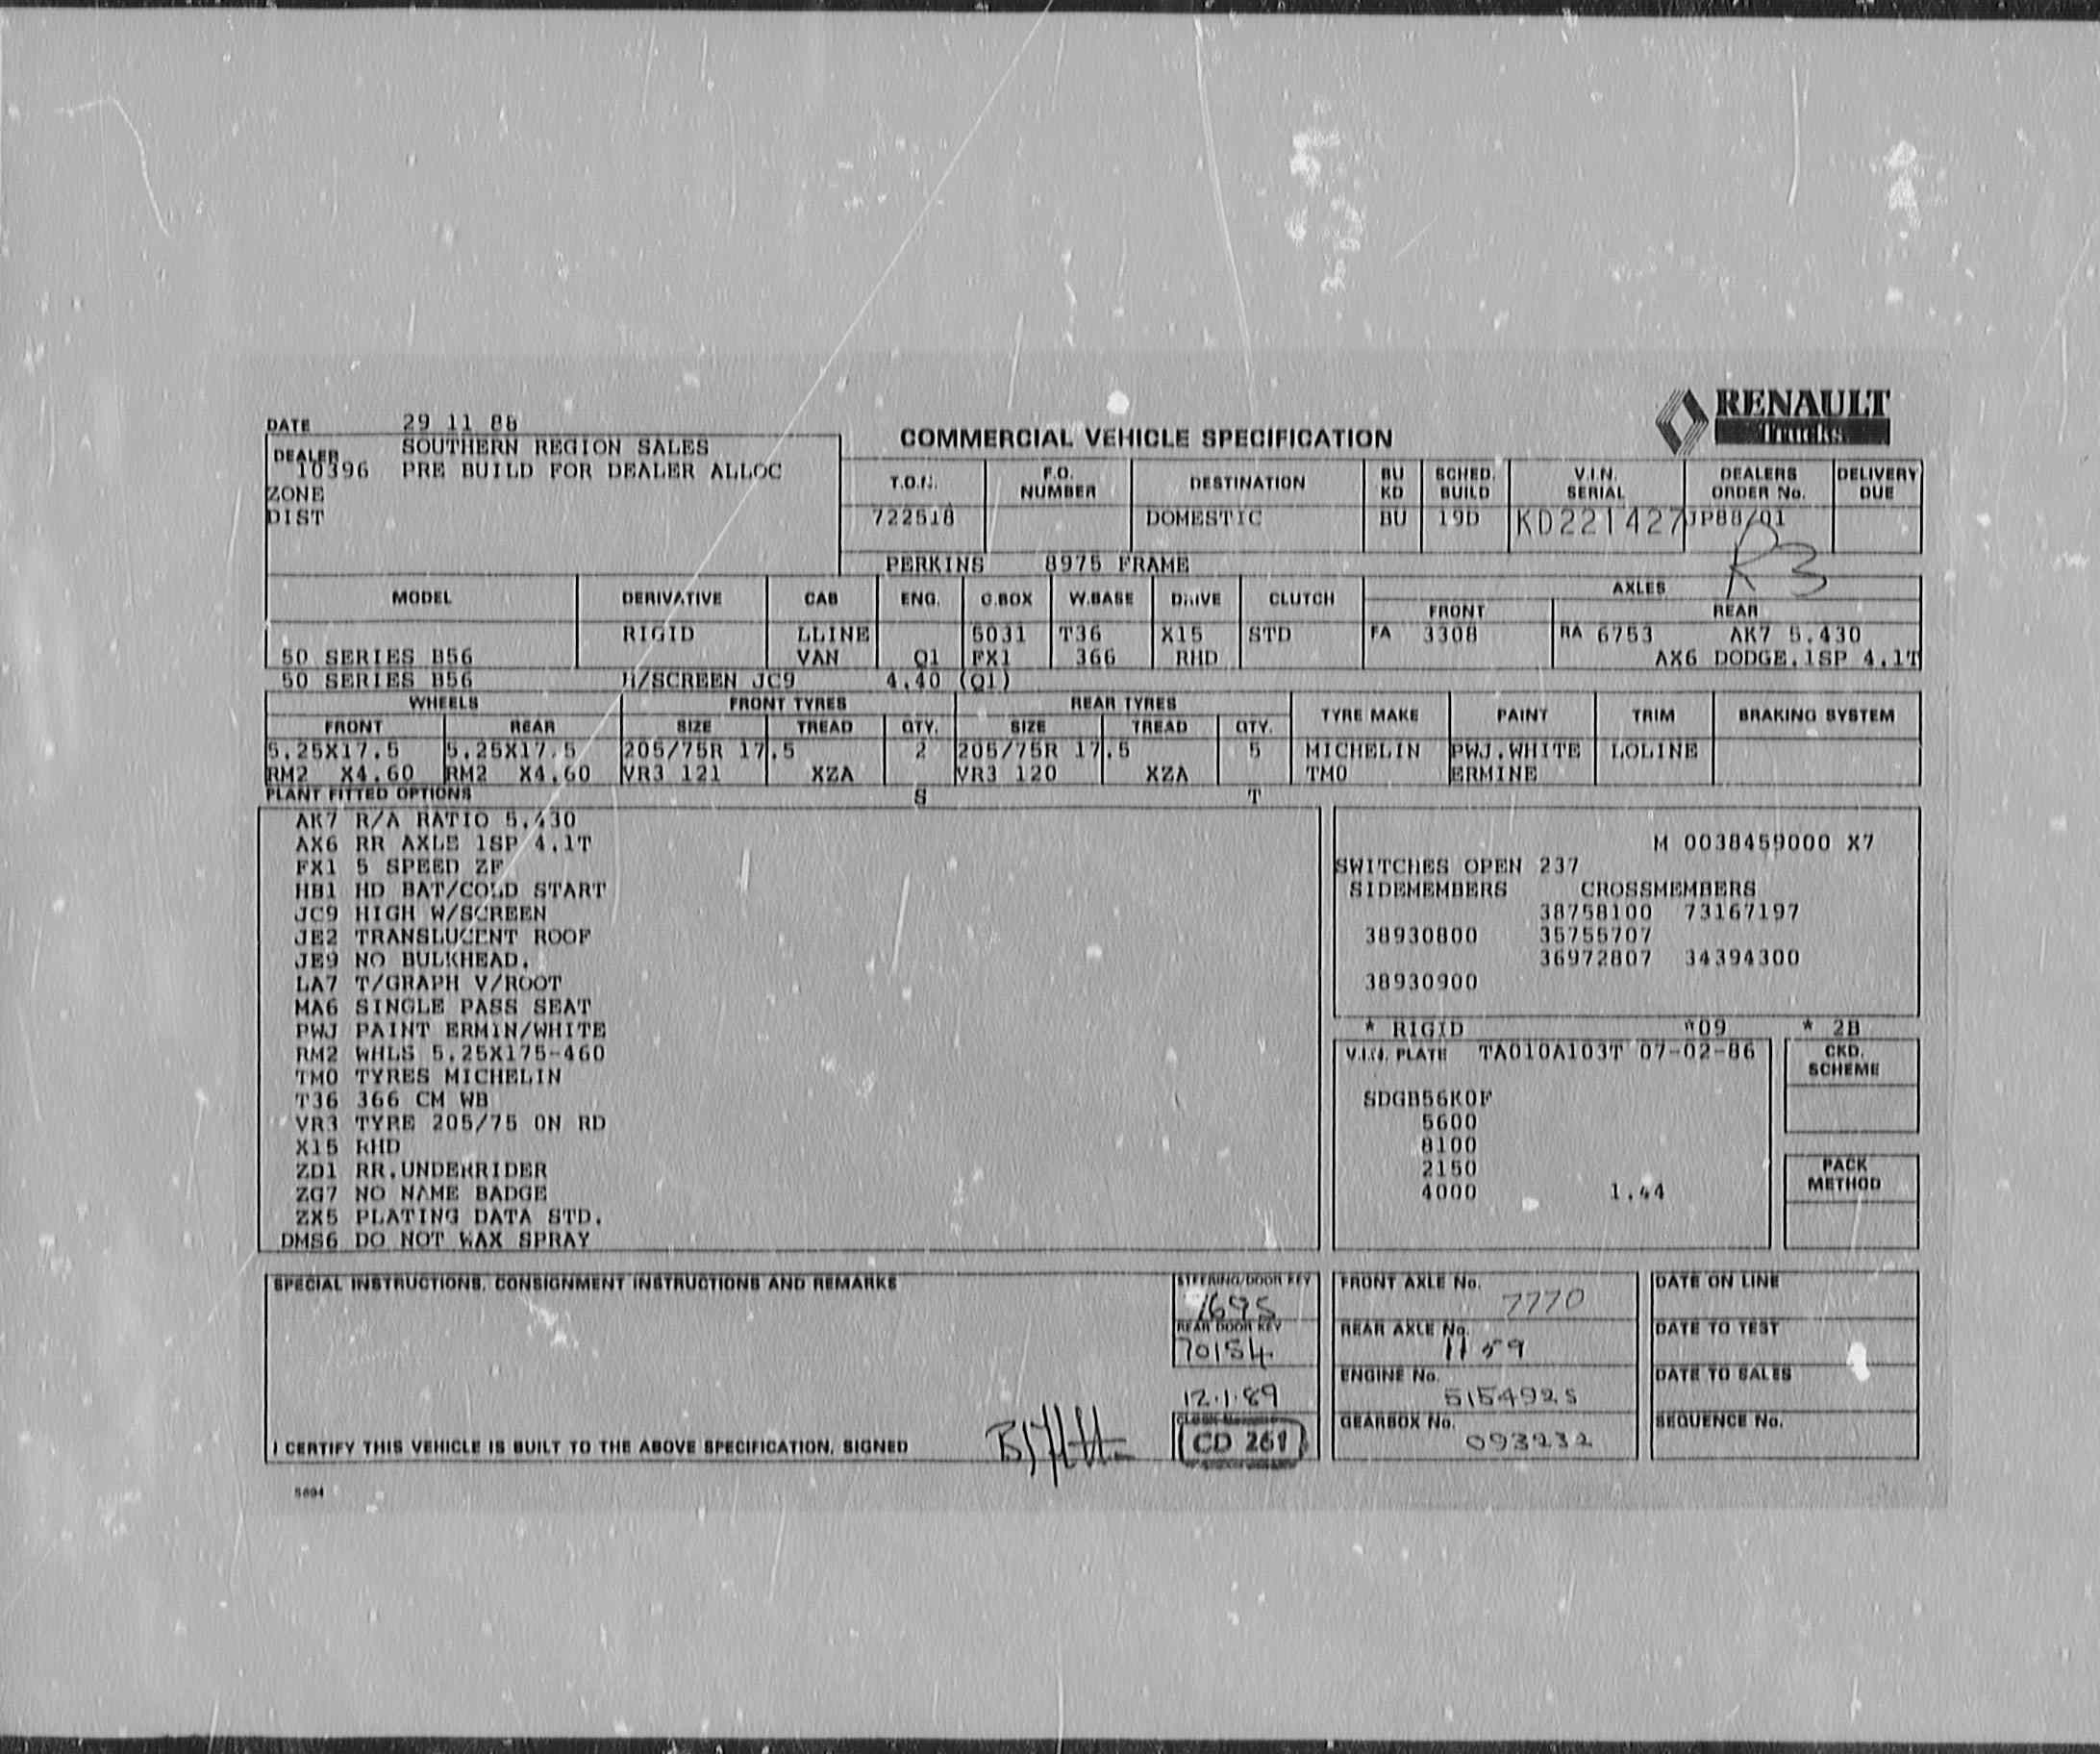 RENAULT
Trucks
DATE 29 11 88
COMMERCIAL VEHICLE SPECIFICATION
DEALER SOUTHERN REGION SALES
10396 PRE BUILD FOR DEALER ALLOC
ZONE
DIST
T.O.N. F.O. NUMBER DESTINATION BU KD SCHED. BUILD V.I.N. SERIAL DEALERS ORDER No. DELIVERY DUE
722518 DOMESTIC BU 19D KD221427 JP88/Q1
R3
PERKINS 8975 FRAME
MODEL DERIVATIVE CAB ENG. G.BOX W.BASE DRIVE CLUTCH AXLES
FRONT REAR
RIGID LLINE 5031 T36 X15 STD FA 3308 RA 6753 AK7 5.430
50 SERIES B56 VAN Q1 FX1 366 RHD AX6 DODGE.1SP 4.1T
50 SERIES B56 H/SCREEN JC9 4.40 (Q1)
WHEELS FRONT TYRES REAR TYRES TYRE MAKE PAINT TRIM BRAKING SYSTEM
FRONT REAR SIZE TREAD QTY. SIZE TREAD QTY.
5.25X17.5 5.25X17.5 205/75R 17.5 2 205/75R 17.5 5 MICHELIN PWJ.WHITE LOLINE
RM2 X4.60 RM2 X4.60 VR3 121 XZA VR3 120 XZA TM0 ERMINE
PLANT FITTED OPTIONS S T
AK7 R/A RATIO 5.430
AX6 RR AXLE 1SP 4.1T
FX1 5 SPEED ZF
HB1 HD BAT/COLD START
JC9 HIGH W/SCREEN
JE2 TRANSLUCENT ROOF
JE9 NO BULKHEAD.
LA7 T/GRAPH V/ROOT
MA6 SINGLE PASS SEAT
PWJ PAINT ERMIN/WHITE
RM2 WHLS 5.25X175-460
TM0 TYRES MICHELIN
T36 366 CM WB
VR3 TYRE 205/75 ON RD
X15 RHD
ZD1 RR.UNDERRIDER
ZG7 NO NAME BADGE
ZX5 PLATING DATA STD.
DMS6 DO NOT WAX SPRAY
M 0038459000 X7
SWITCHES OPEN 237
SIDEMEMBERS CROSSMEMBERS
38758100 73167197
38930800 35755707
36972807 34394300
38930900
* RIGID *09 * 2B
V.I.N. PLATE TA010A103T 07-02-86
CKD. SCHEME
SDGB56K0F
5600
8100
2150
4000 1.44
PACK METHOD
SPECIAL INSTRUCTIONS, CONSIGNMENT INSTRUCTIONS AND REMARKS
STEERING/DOOR KEY
1695
REAR DOOR KEY
70154
12.1.89
CD 261
I CERTIFY THIS VEHICLE IS BUILT TO THE ABOVE SPECIFICATION. SIGNED
FRONT AXLE No. 7770
REAR AXLE No. 1159
ENGINE No. 5154925
GEARBOX No. 093232
DATE ON LINE
DATE TO TEST
DATE TO SALES
SEQUENCE No.
5694